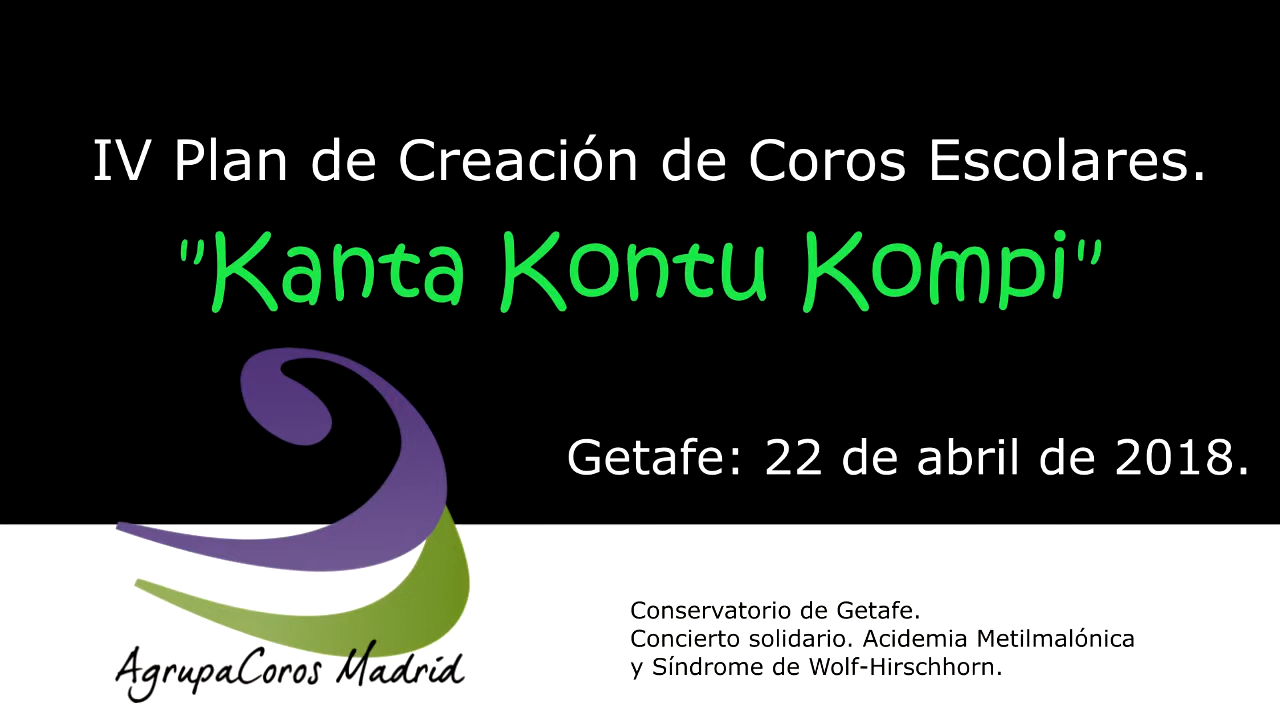 IV Plan de Creación de Coros Escolares.
"Kanta Kontu Kompi"
Getafe: 22 de abril de 2018.
AgrupaCoros Madrid
Conservatorio de Getafe.
Concierto solidario. Acidemia Metilmalónica
y Síndrome de Wolf-Hirschhorn.